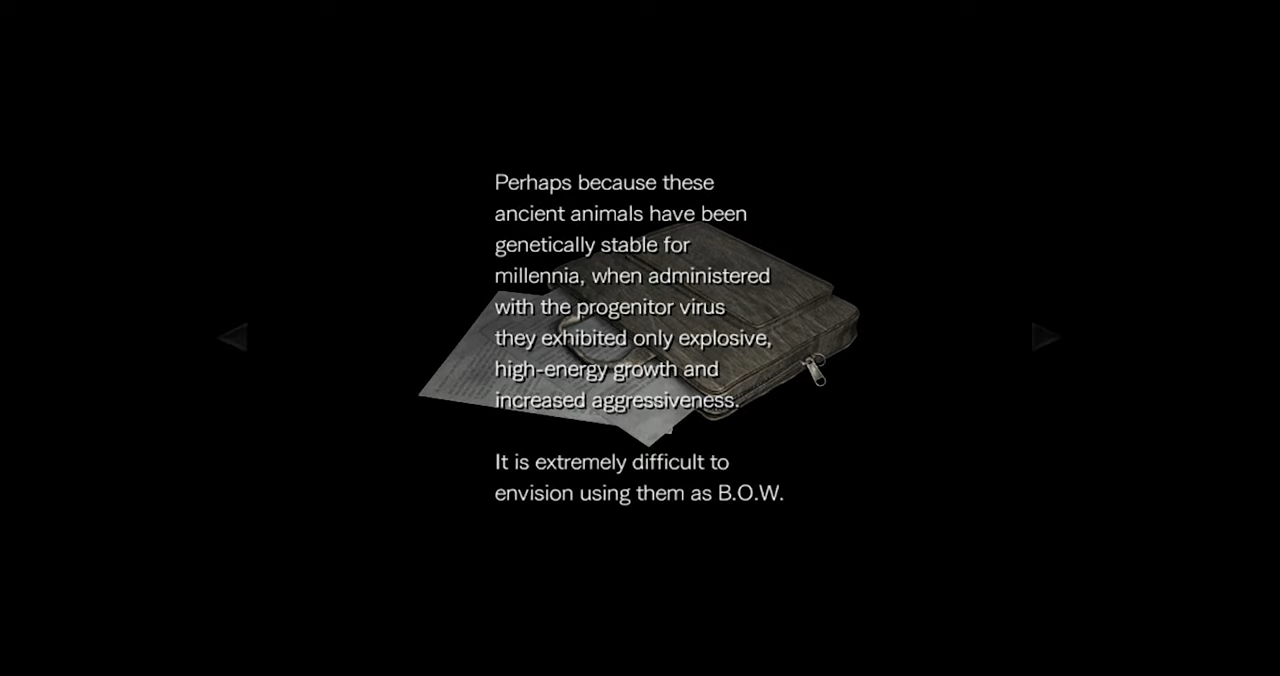 Perhaps because these
ancient animals have been
genetically stable for
millennia, when administered
with the progenitor virus
they exhibited only explosive,
high-energy growth and
increased aggressiveness.
It is extremely difficult to
envision using them as B.O.W.